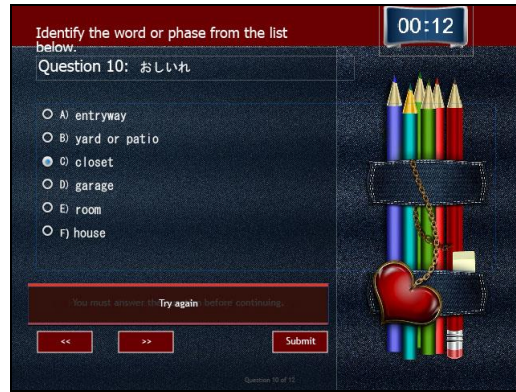 00:12
Identify the word or phase from the list
below.
Question 10: おしいれ
A) entryway
B) yard or patio
C) closet
D) garage
E) room
F) house
You must answer the
Try again
before continuing.
<<
>>
Submit
Question 10 of 12